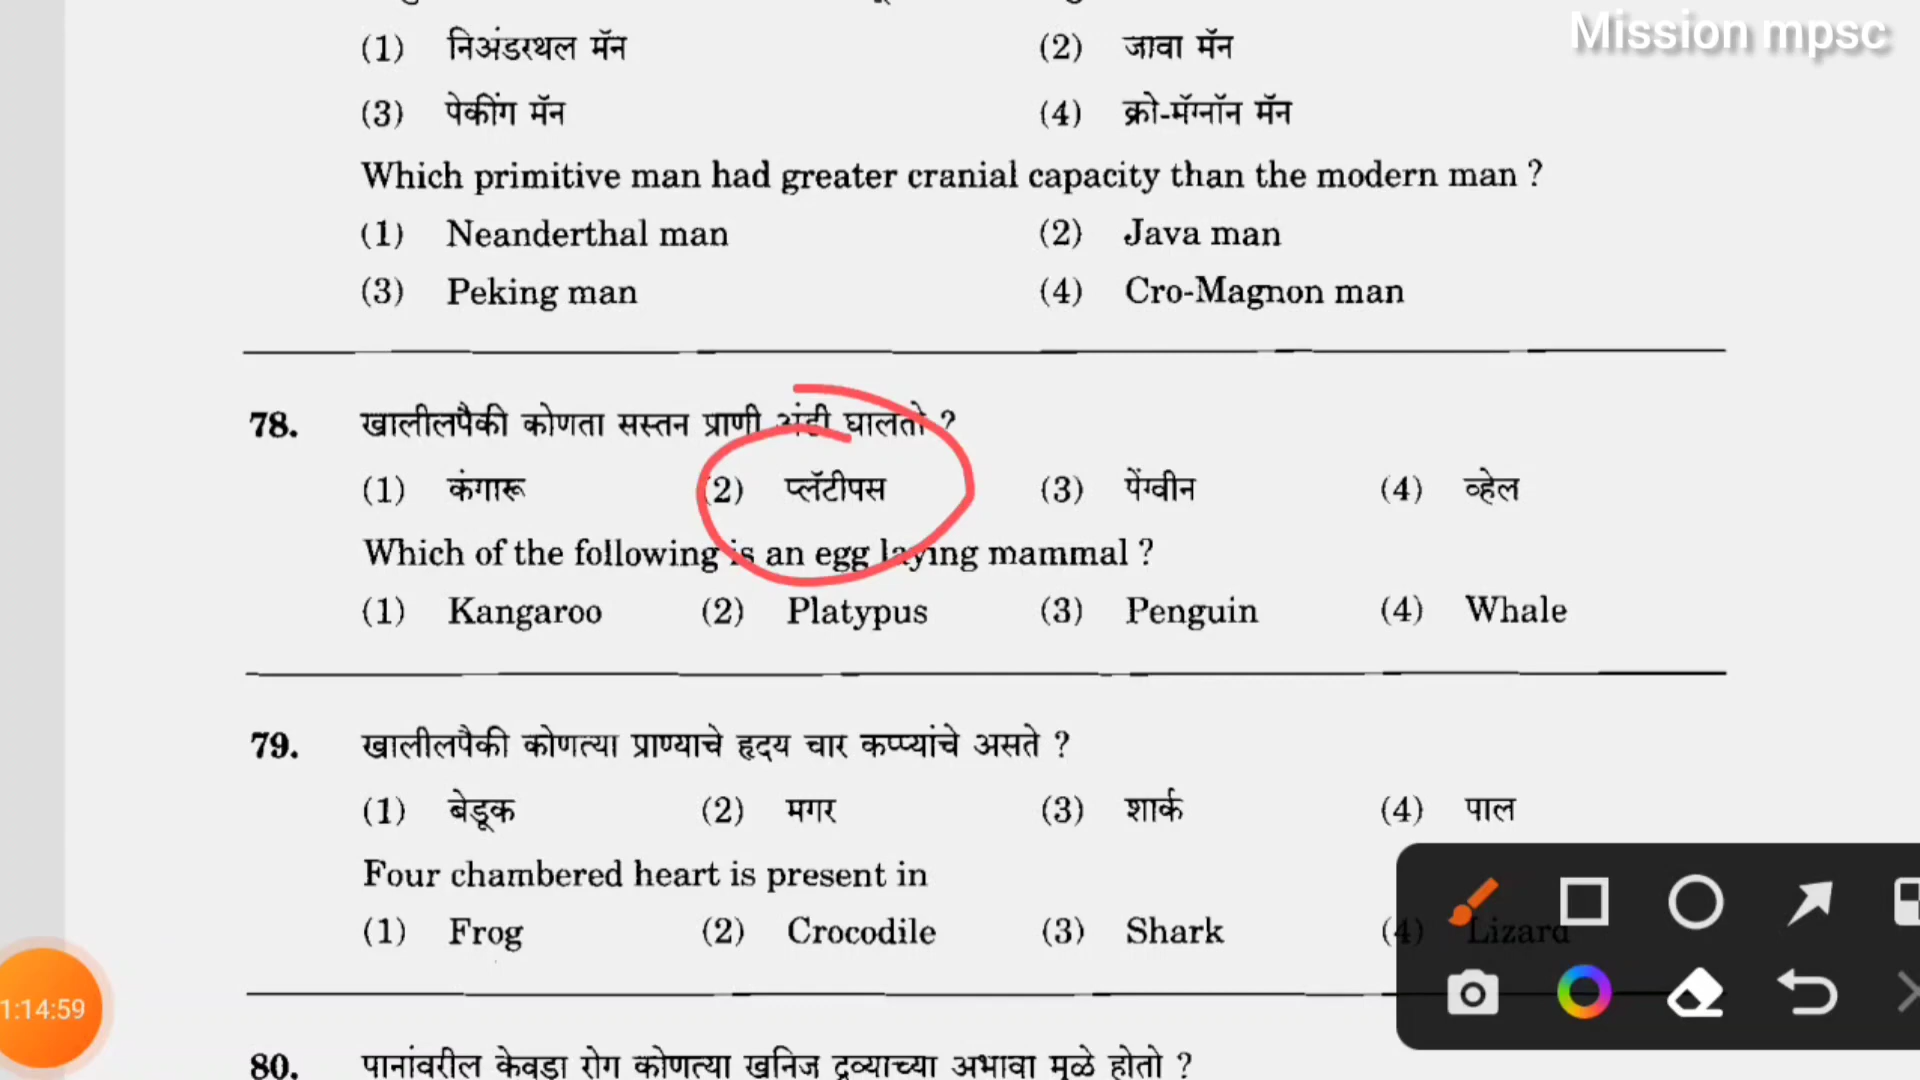 Mission mpsc
(1) निअंडरथल मॅन (2) जावा मॅन
(3) पेकींग मॅन (4) क्रो-मॅग्नॉन मॅन
Which primitive man had greater cranial capacity than the modern man ?
(1) Neanderthal man (2) Java man
(3) Peking man (4) Cro-Magnon man
78. खालीलपैकी कोणता सस्तन प्राणी अंडी घालतो ?
(1) कंगारू (2) प्लॅटीपस (3) पेंग्वीन (4) व्हेल
Which of the following is an egg laying mammal ?
(1) Kangaroo (2) Platypus (3) Penguin (4) Whale
79. खालीलपैकी कोणत्या प्राण्याचे हृदय चार कप्प्यांचे असते ?
(1) बेडूक (2) मगर (3) शार्क (4) पाल
Four chambered heart is present in
(1) Frog (2) Crocodile (3) Shark (4) Lizard
1:14:59
80. पानांवरील केवडा रोग कोणत्या खनिज द्रव्याच्या अभावा मुळे होतो ?